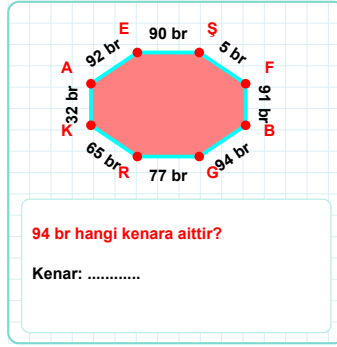 E
90 br
Ş
92 br
5 br
A
F
32 br
91 br
K
B
65 br
94 br
R
77 br
G
94 br hangi kenara aittir?
Kenar: ............